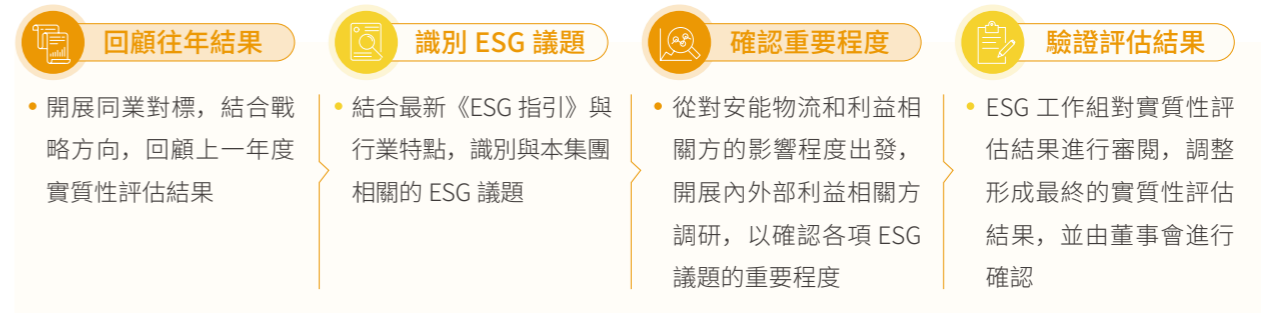 回顧往年結果
開展同業對標，結合戰
略方向，回顧上一年度
實質性評估結果
識別 ESG 議題
結合最新《ESG 指引》與
行業特點，識別與本集團
相關的 ESG 議題
確認重要程度
從對安能物流和利益相
關方的影響程度出發，
開展內外部利益相關方
調研，以確認各項 ESG
議題的重要程度
驗證評估結果
ESG 工作組對實質性評
估結果進行審閱，調整
形成最終的實質性評估
結果，並由董事會進行
確認